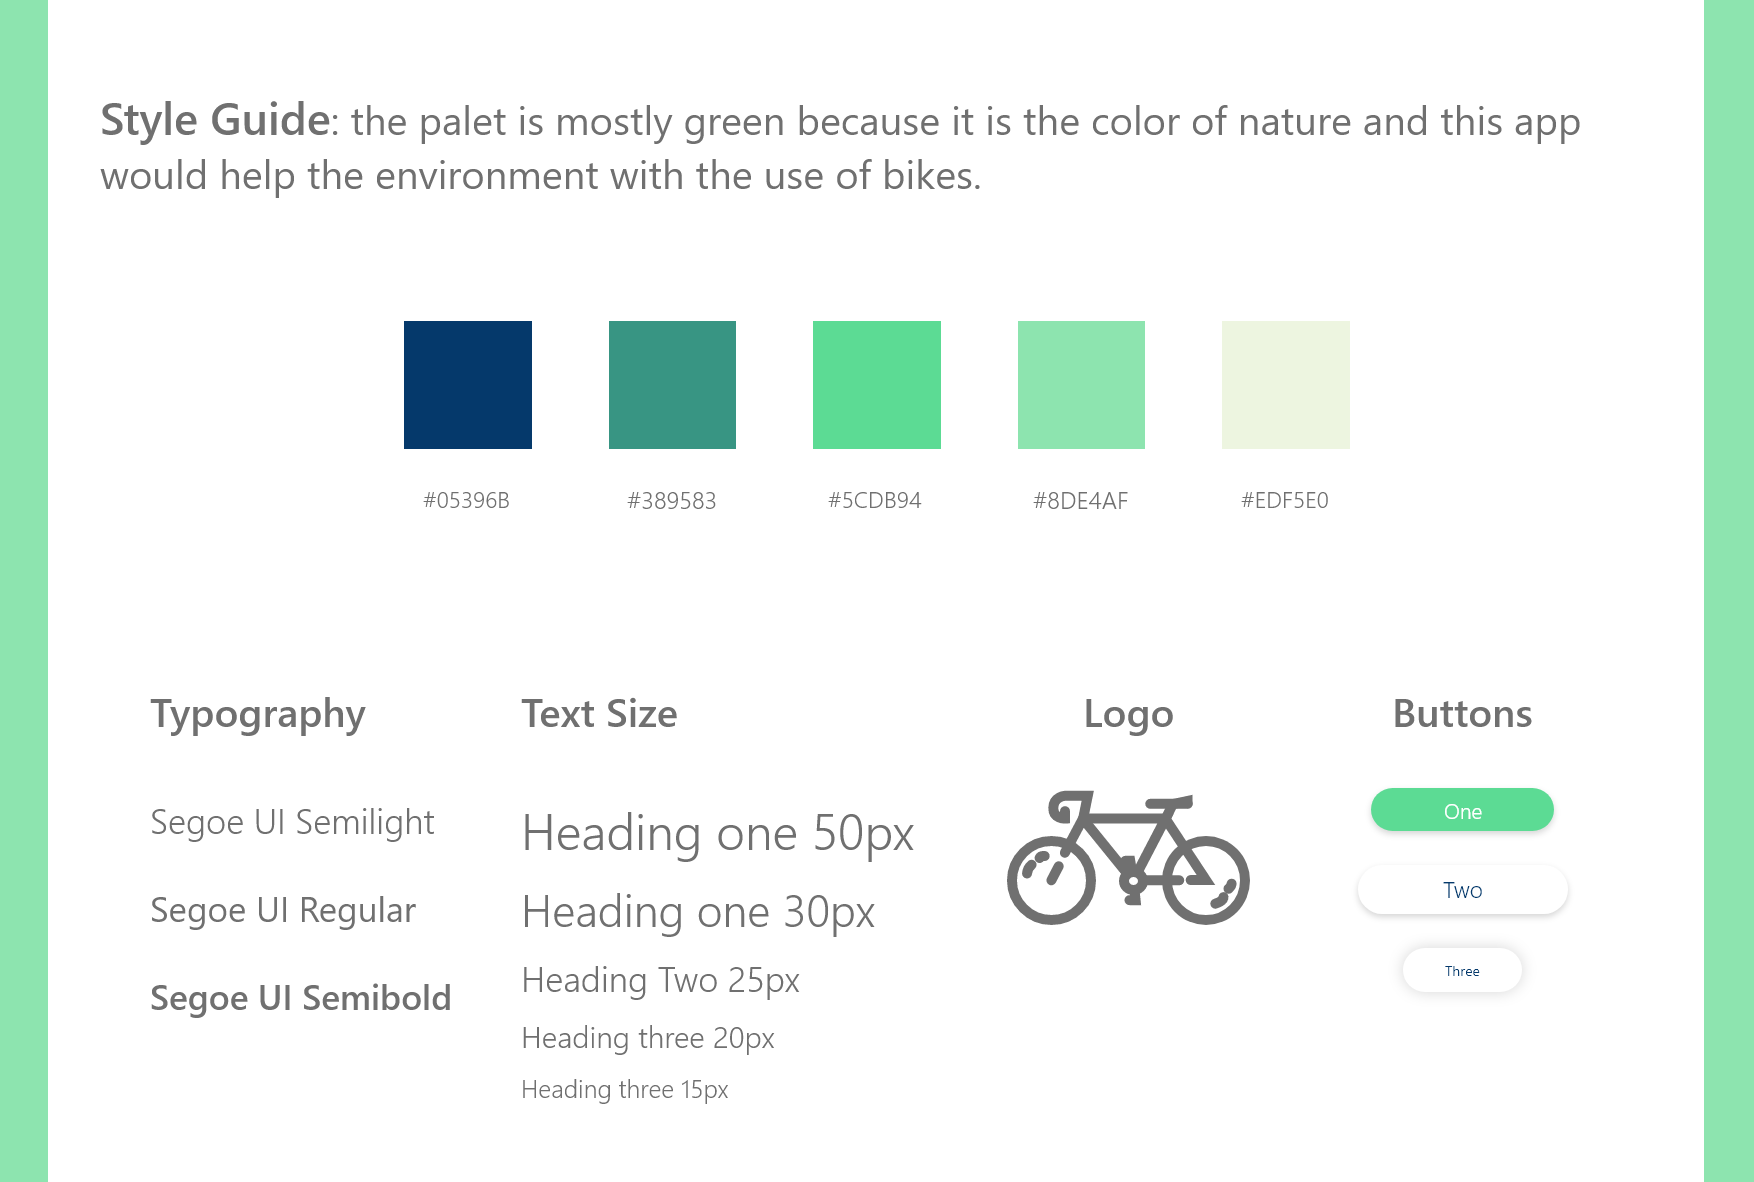 Style Guide: the palet is mostly green because it is the color of nature and this app
would help the environment with the use of bikes.
#05396B
#389583
#5CDB94
#8DE4AF
#EDF5E0
Typography
Segoe UI Semilight
Segoe UI Regular
Segoe UI Semibold
Text Size
Heading one 50px
Heading one 30px
Heading Two 25px
Heading three 20px
Heading three 15px
Logo
Buttons
One
Two
Three